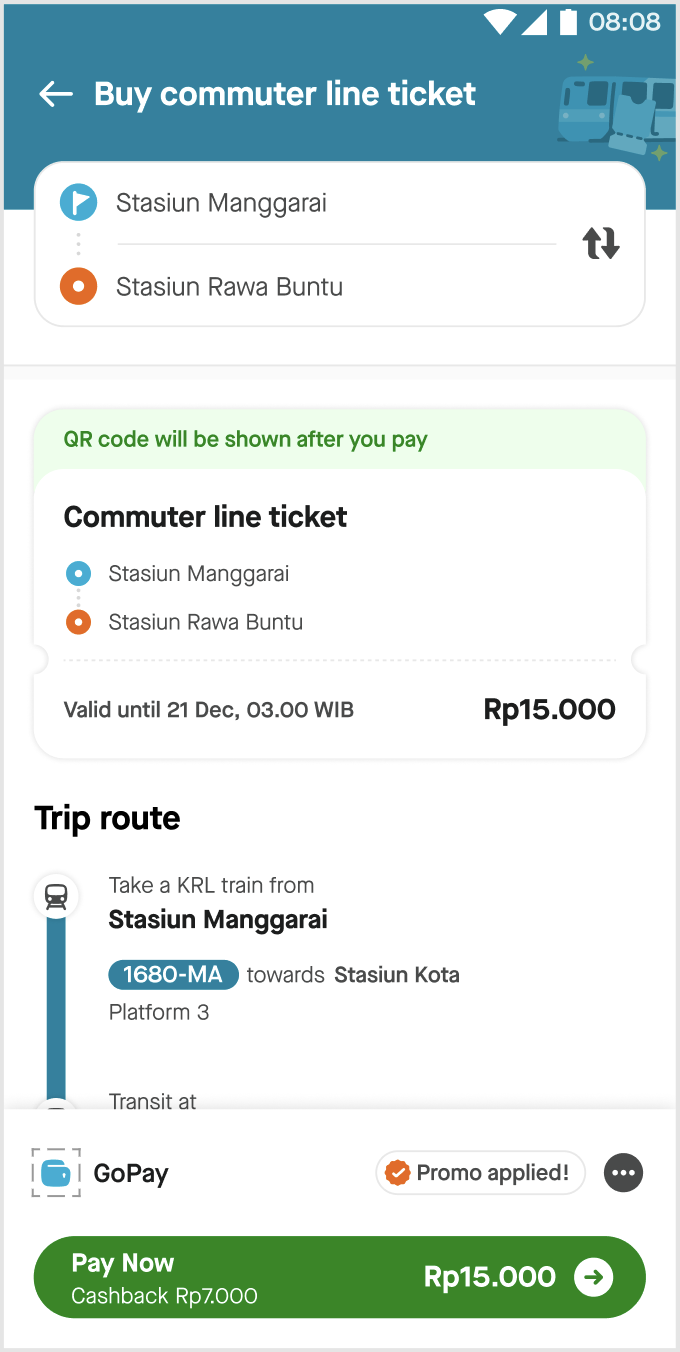 08:08
Buy commuter line ticket
Stasiun Manggarai
Stasiun Rawa Buntu
QR code will be shown after you pay
Commuter line ticket
Stasiun Manggarai
Stasiun Rawa Buntu
Valid until 21 Dec, 03.00 WIB Rp15.000
Trip route
Take a KRL train from
Stasiun Manggarai
1680-MA towards Stasiun Kota
Platform 3
Transit at
GoPay Promo applied!
Pay Now Rp15.000
Cashback Rp7.000